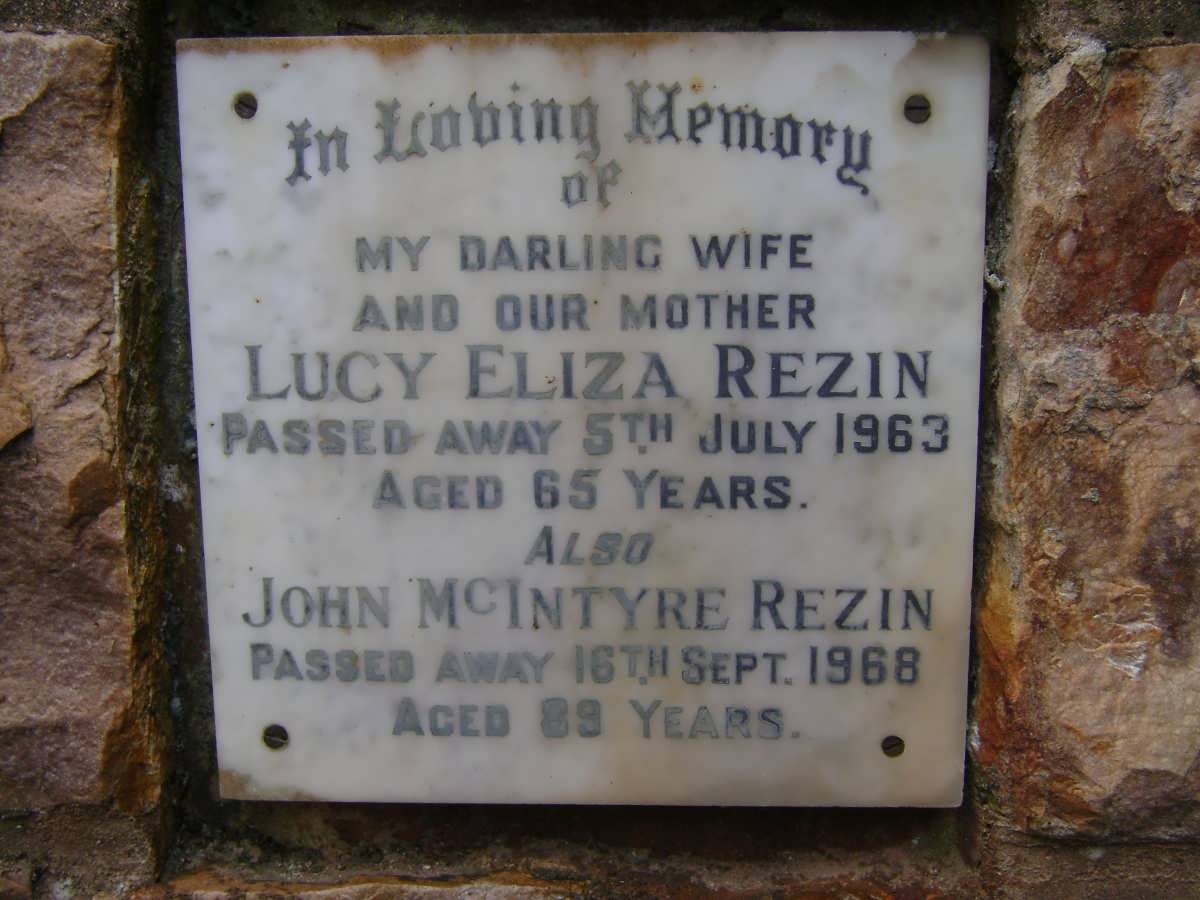 In Loving Memory
of
MY DARLING WIFE
AND OUR MOTHER
LUCY ELIZA REZIN
PASSED AWAY 5TH JULY 1963
AGED 65 YEARS.
ALSO
JOHN MCINTYRE REZIN
PASSED AWAY 16TH SEPT. 1968
AGED 89 YEARS.